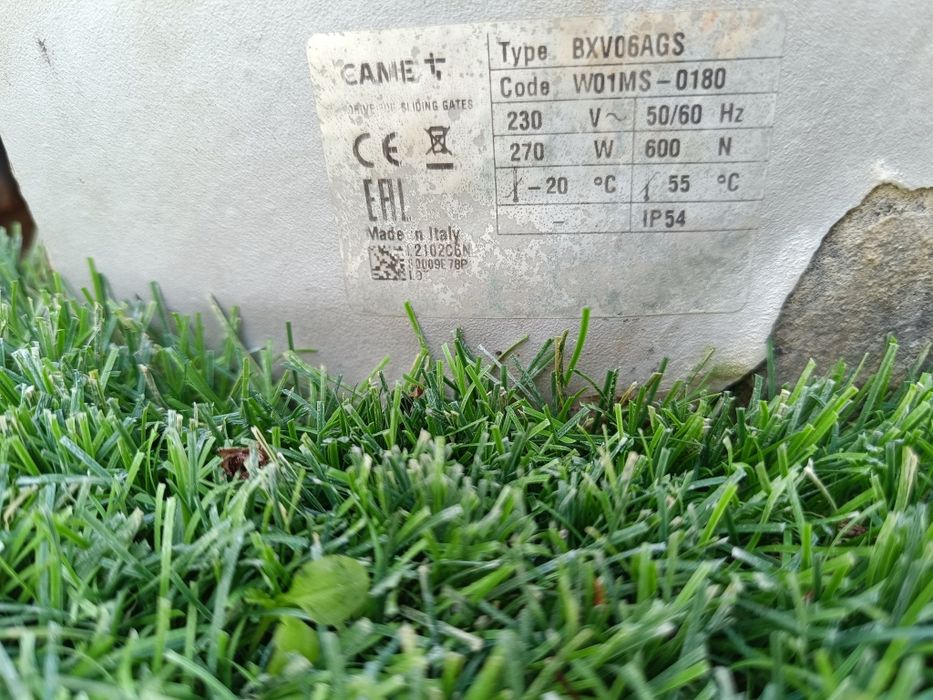 CAME
DRIVE FOR SLIDING GATES
CE
EAC
Made in Italy
L2102C6N
Type BXV06AGS
Code W01MS-0180
230 V~ 50/60 Hz
270 W 600 N
-20 °C 55 °C
- IP54